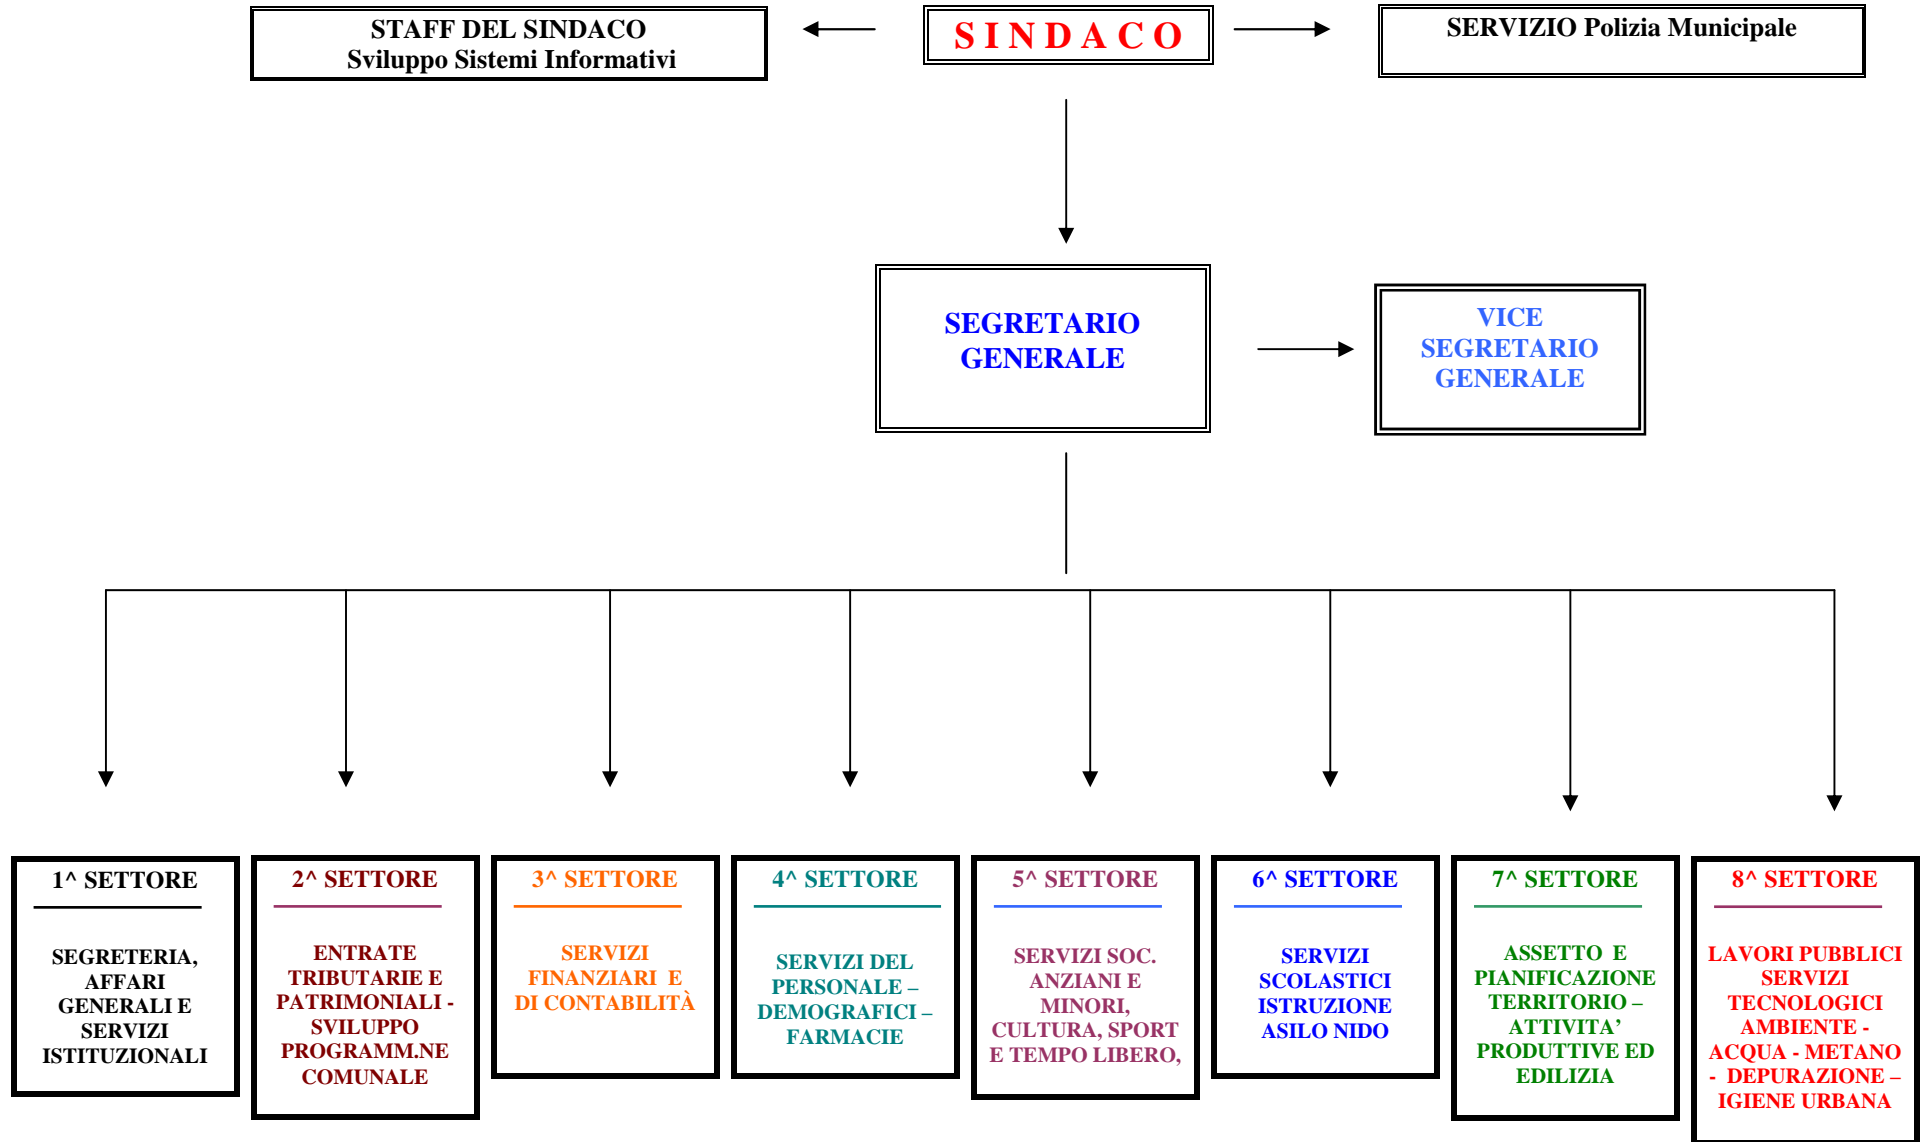 STAFF DEL SINDACO
Sviluppo Sistemi Informativi
S I N D A C O
SERVIZIO Polizia Municipale
SEGRETARIO
GENERALE
VICE
SEGRETARIO
GENERALE
1^ SETTORE
SEGRETERIA,
AFFARI
GENERALI E
SERVIZI
ISTITUZIONALI
2^ SETTORE
ENTRATE
TRIBUTARIE E
PATRIMONIALI -
SVILUPPO
PROGRAMM.NE
COMUNALE
3^ SETTORE
SERVIZI
FINANZIARI E
DI CONTABILITÀ
4^ SETTORE
SERVIZI DEL
PERSONALE –
DEMOGRAFICI –
FARMACIE
5^ SETTORE
SERVIZI SOC.
ANZIANI E
MINORI,
CULTURA, SPORT
E TEMPO LIBERO,
6^ SETTORE
SERVIZI
SCOLASTICI
ISTRUZIONE
ASILO NIDO
7^ SETTORE
ASSETTO E
PIANIFICAZIONE
TERRITORIO –
ATTIVITA’
PRODUTTIVE ED
EDILIZIA
8^ SETTORE
LAVORI PUBBLICI
SERVIZI
TECNOLOGICI
AMBIENTE -
ACQUA - METANO
- DEPURAZIONE –
IGIENE URBANA